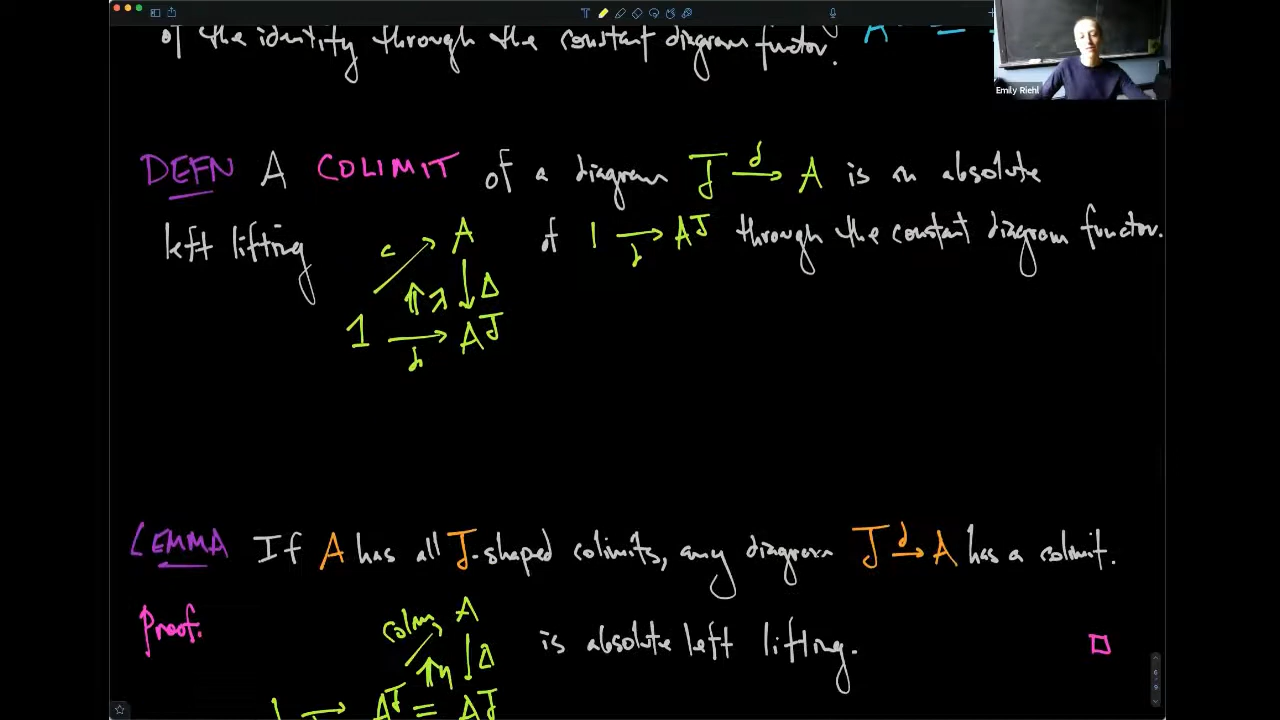 of the identity through the constant diagram functor.
Emily Riehl
DEFN A COLIMIT of a diagram J d→ A is an absolute
left lifting of 1 d→ A^J through the constant diagram functor.
c A
⇑λ ↓Δ
1 d→ A^J
LEMMA If A has all J-shaped colimits, any diagram J d→ A has a colimit.
Proof. colim A is absolute left lifting. □
⇑η ↓Δ
1 → A^J = A^J